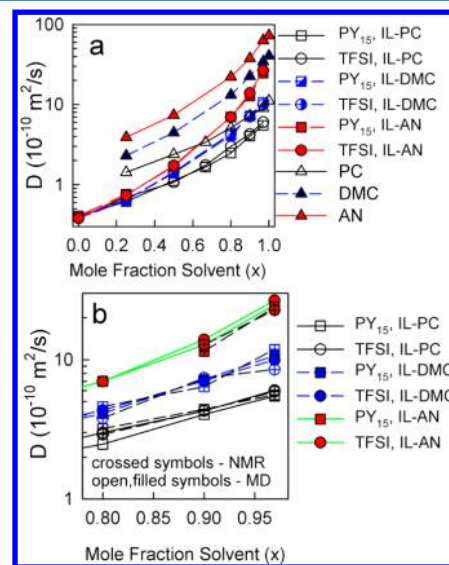 a
100
10
1
D (10⁻¹⁰ m²/s)
0.0 0.2 0.4 0.6 0.8 1.0
Mole Fraction Solvent (x)
PY₁₅, IL-PC
TFSI, IL-PC
PY₁₅, IL-DMC
TFSI, IL-DMC
PY₁₅, IL-AN
TFSI, IL-AN
PC
DMC
AN
b
10
1
D (10⁻¹⁰ m²/s)
crossed symbols - NMR
open,filled symbols - MD
0.80 0.85 0.90 0.95
Mole Fraction Solvent (x)
PY₁₅, IL-PC
TFSI, IL-PC
PY₁₅, IL-DMC
TFSI, IL-DMC
PY₁₅, IL-AN
TFSI, IL-AN